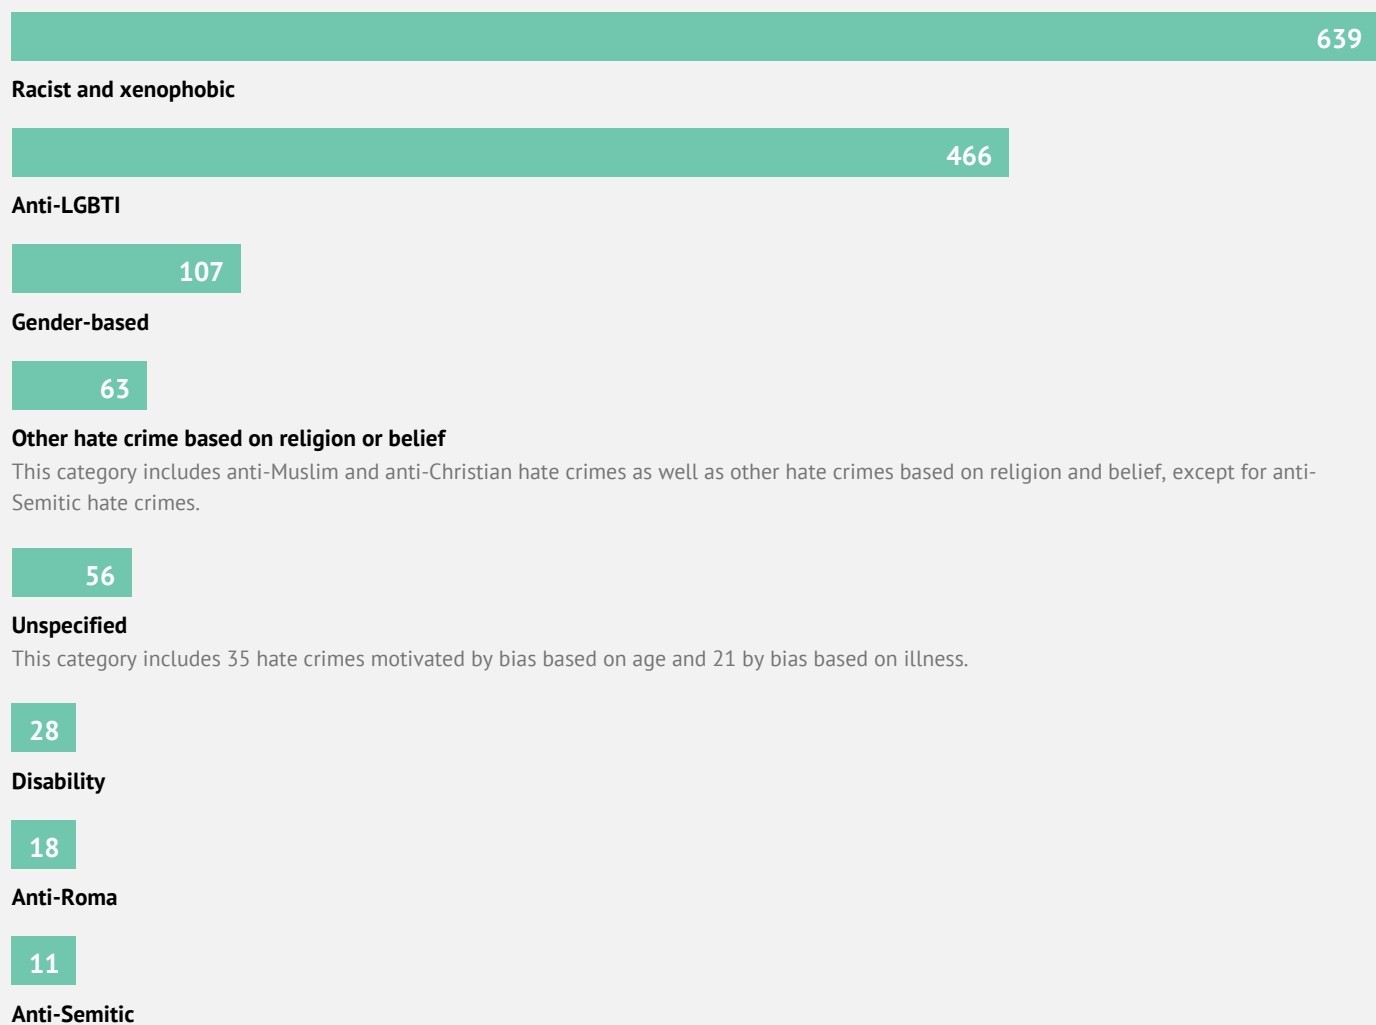 639
Racist and xenophobic
466
Anti-LGBTI
107
Gender-based
63
Other hate crime based on religion or belief
This category includes anti-Muslim and anti-Christian hate crimes as well as other hate crimes based on religion and belief, except for anti-
Semitic hate crimes.
56
Unspecified
This category includes 35 hate crimes motivated by bias based on age and 21 by bias based on illness.
28
Disability
18
Anti-Roma
11
Anti-Semitic